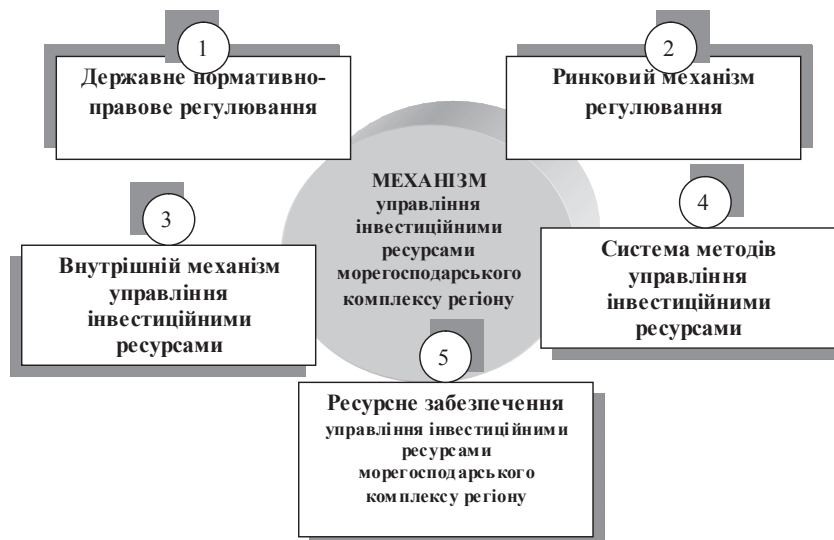 1
Державне нормативно-
правове регулювання
2
Ринковий механізм
регулювання
МЕХАНІЗМ
управління
інвестиційними
ресурсами
морегосподарського
комплексу регіону
3
Внутрішній механізм
управління
інвестиційними
ресурсами
4
Система методів
управління
інвестиційними
ресурсами
5
Ресурсне забезпечення
управління інвестиційними
ресурсами
морегосподарського
комплексу регіону